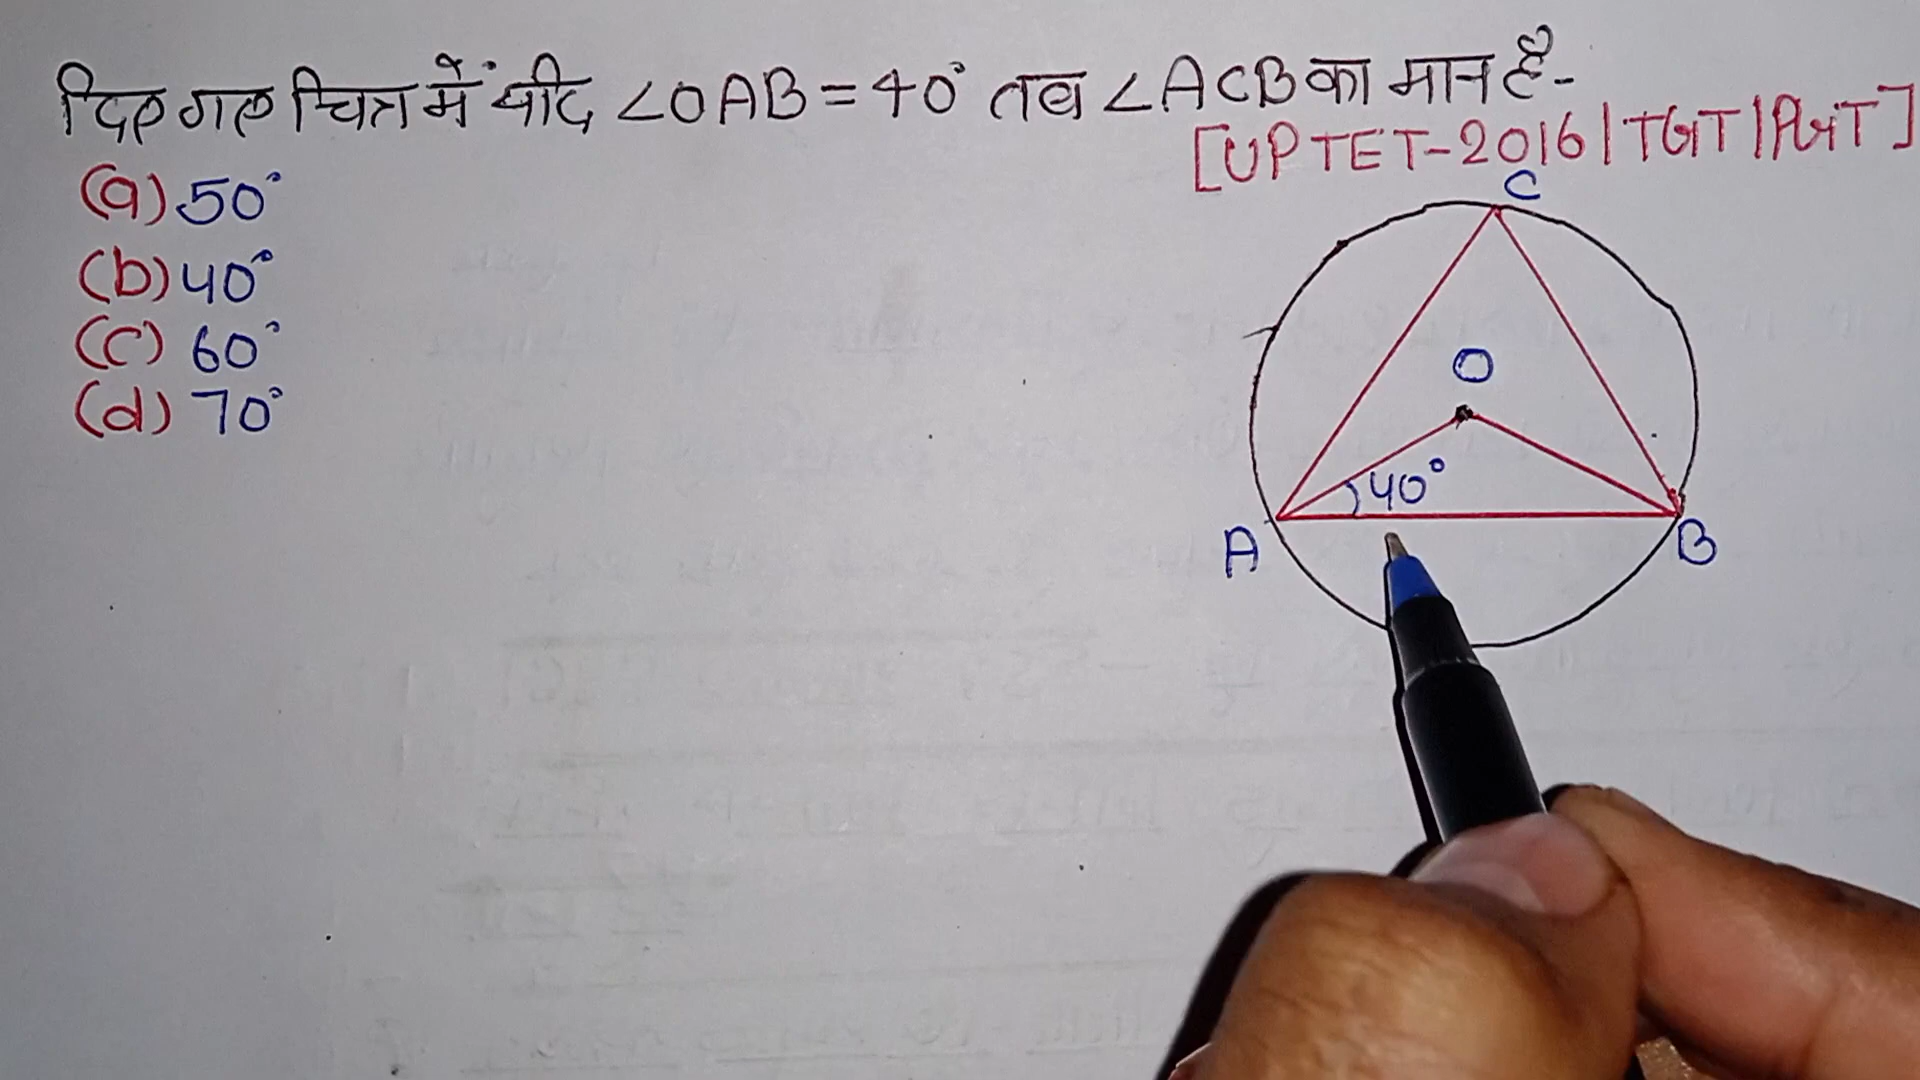 दिए गए चित्र में यदि ∠OAB = 40° तब ∠ACB का मान है-
[UPTET-2016 | TGT | PGT]
(a) 50°
(b) 40°
(c) 60°
(d) 70°
C
O
40°
A
B